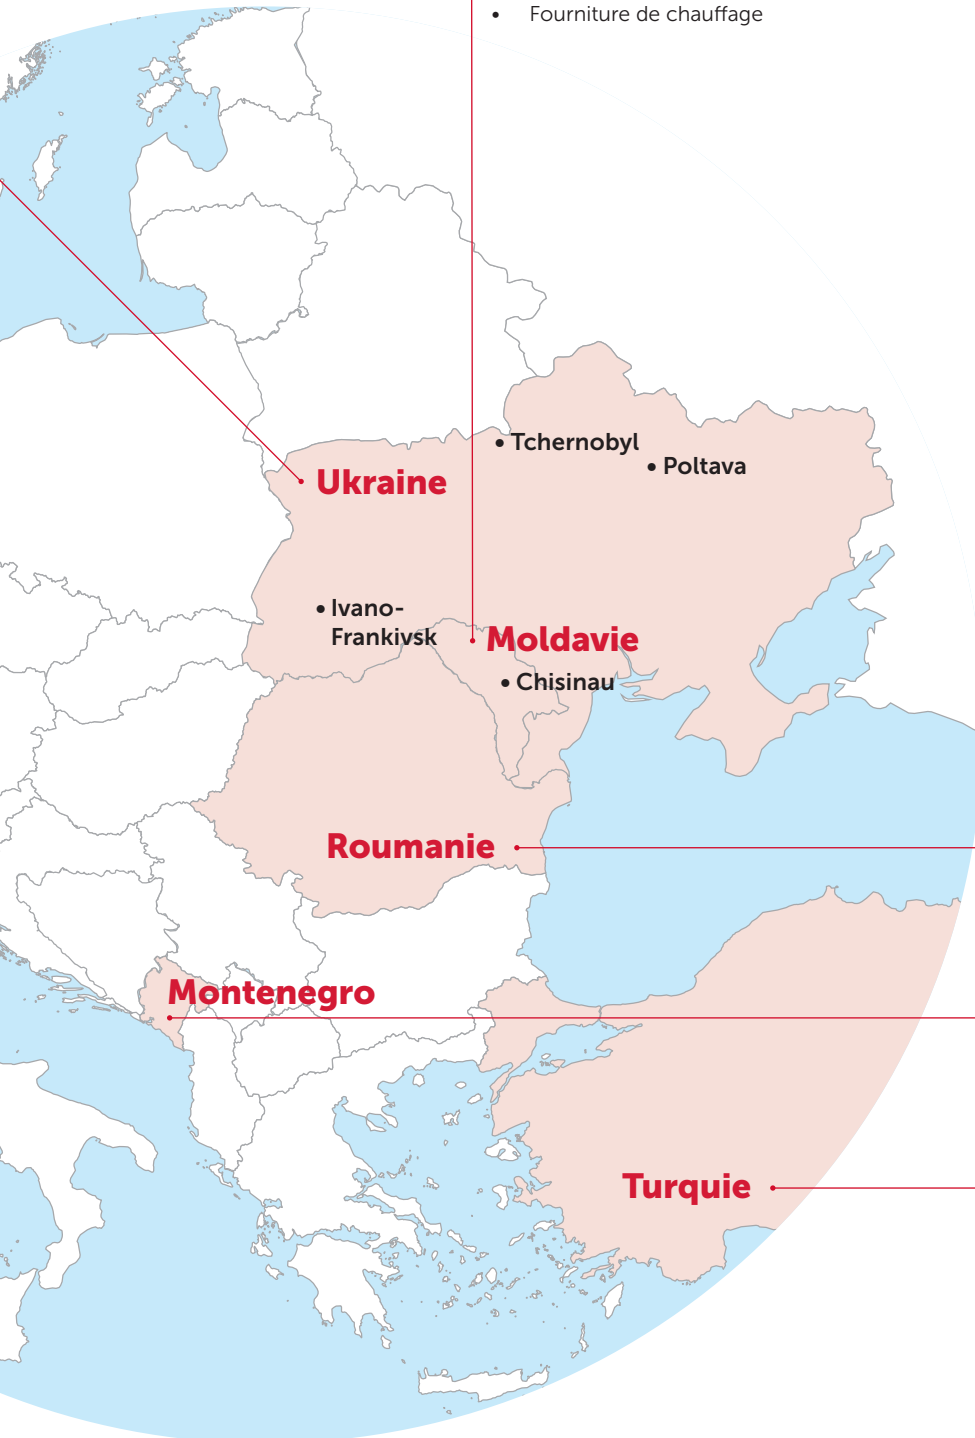 • Fourniture de chauffage
• Tchernobyl
• Poltava
Ukraine
• Ivano-
Frankivsk
Moldavie
• Chisinau
Roumanie
Montenegro
Turquie